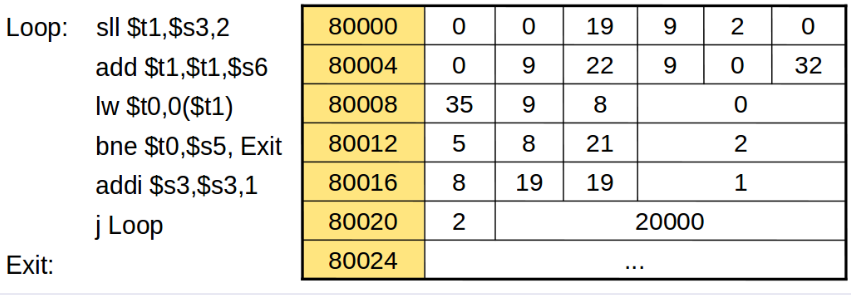 Loop: sll $t1,$s3,2 80000 0 0 19 9 2 0
add $t1,$t1,$s6 80004 0 9 22 9 0 32
lw $t0,0($t1) 80008 35 9 8 0
bne $t0,$s5, Exit 80012 5 8 21 2
addi $s3,$s3,1 80016 8 19 19 1
j Loop 80020 2 20000
Exit: 80024 ...